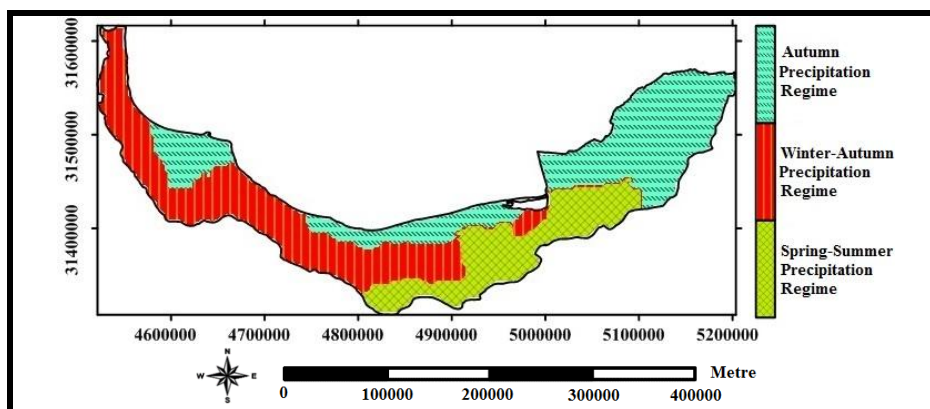 31600000
31500000
31400000
4600000 4700000 4800000 4900000 5000000 5100000 5200000
Autumn
Precipitation
Regime
Winter-Autumn
Precipitation
Regime
Spring-Summer
Precipitation
Regime
N
W E
S
Metre
0 100000 200000 300000 400000